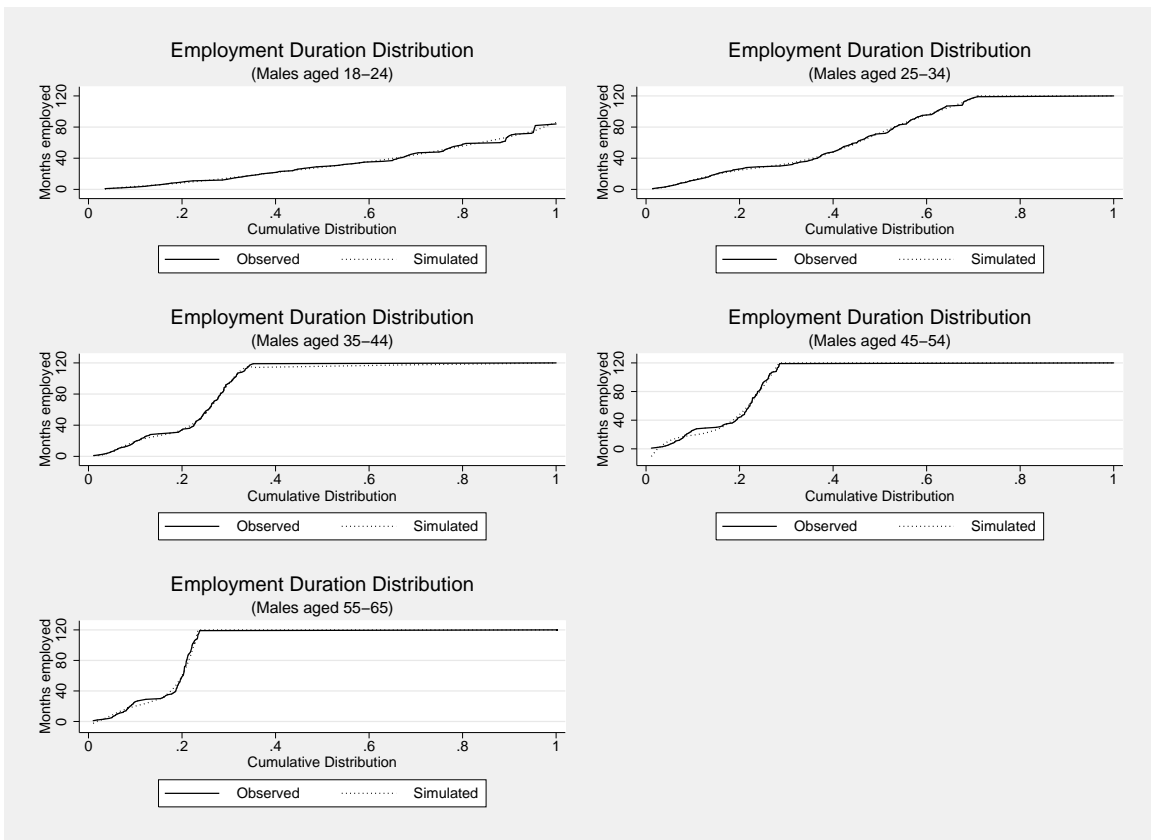 Employment Duration Distribution
(Males aged 18−24)
Months employed
0 40 80 120
0 .2 .4 .6 .8 1
Cumulative Distribution
Observed Simulated
Employment Duration Distribution
(Males aged 25−34)
Months employed
0 40 80 120
0 .2 .4 .6 .8 1
Cumulative Distribution
Observed Simulated
Employment Duration Distribution
(Males aged 35−44)
Months employed
0 40 80 120
0 .2 .4 .6 .8 1
Cumulative Distribution
Observed Simulated
Employment Duration Distribution
(Males aged 45−54)
Months employed
0 40 80 120
0 .2 .4 .6 .8 1
Cumulative Distribution
Observed Simulated
Employment Duration Distribution
(Males aged 55−65)
Months employed
0 40 80 120
0 .2 .4 .6 .8 1
Cumulative Distribution
Observed Simulated